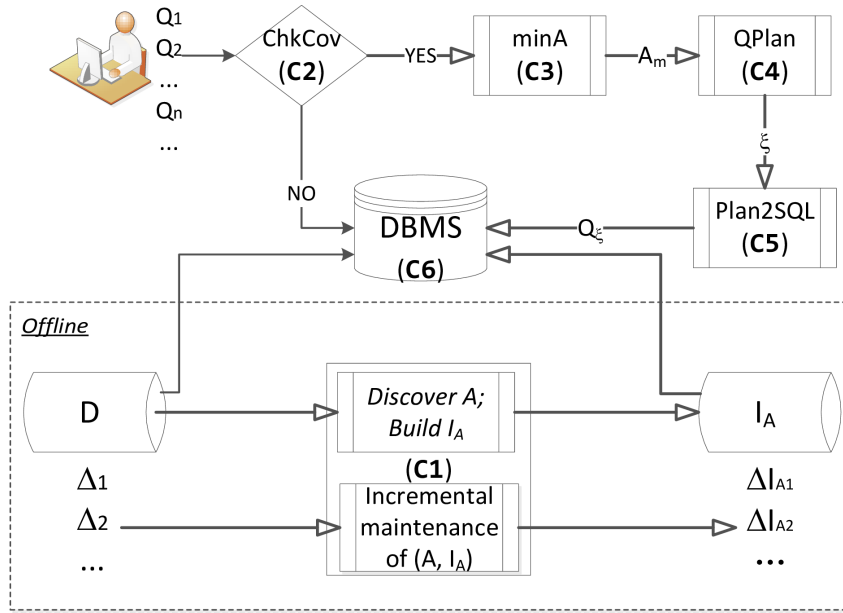 Q1
Q2
...
Qn
...
ChkCov
(C2)
YES
minA
(C3)
Am
QPlan
(C4)
ξ
NO
DBMS
(C6)
Qξ
Plan2SQL
(C5)
Offline
D
Discover A;
Build IA
(C1)
IA
Δ1
Δ2
...
Incremental
maintenance
of (A, IA)
ΔIA1
ΔIA2
...